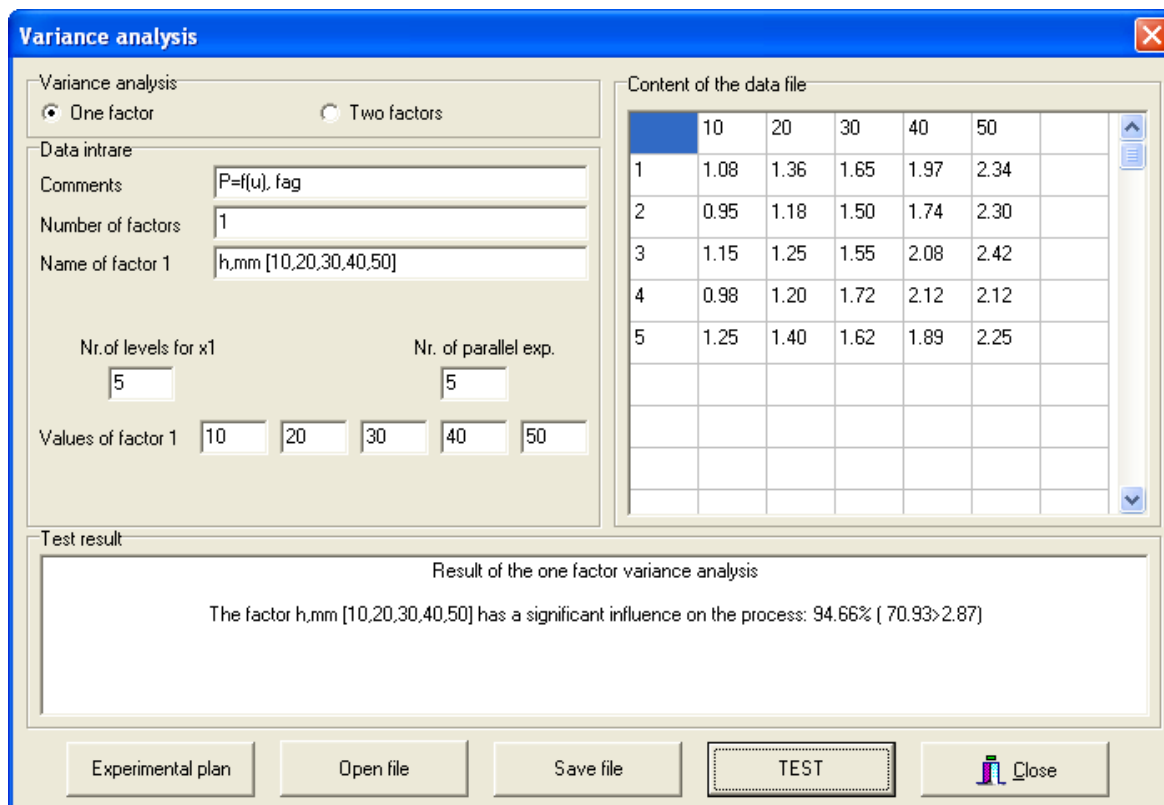 Variance analysis
Variance analysis
One factor Two factors
Data intrare
Comments P=f(u), fag
Number of factors 1
Name of factor 1 h,mm [10,20,30,40,50]
Nr.of levels for x1 Nr. of parallel exp.
5 5
Values of factor 1 10 20 30 40 50
Content of the data file
10 20 30 40 50
1 1.08 1.36 1.65 1.97 2.34
2 0.95 1.18 1.50 1.74 2.30
3 1.15 1.25 1.55 2.08 2.42
4 0.98 1.20 1.72 2.12 2.12
5 1.25 1.40 1.62 1.89 2.25
Test result
Result of the one factor variance analysis
The factor h,mm [10,20,30,40,50] has a significant influence on the process: 94.66% ( 70.93>2.87)
Experimental plan Open file Save file TEST Close